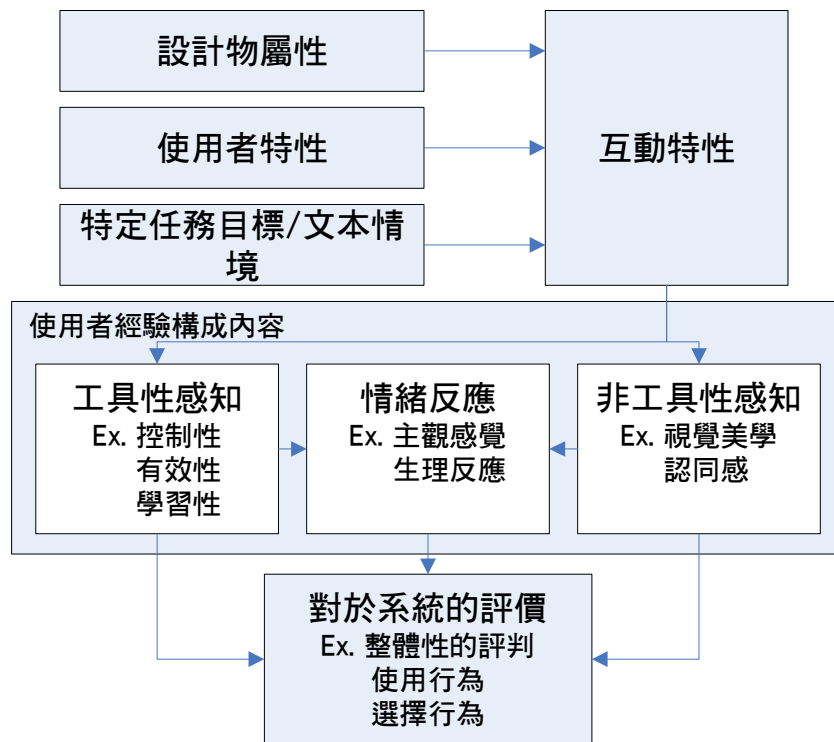 設計物屬性
使用者特性
特定任務目標/文本情
境
互動特性
使用者經驗構成內容
工具性感知
Ex. 控制性
有效性
學習性
情緒反應
Ex. 主觀感覺
生理反應
非工具性感知
Ex. 視覺美學
認同感
對於系統的評價
Ex. 整體性的評判
使用行為
選擇行為